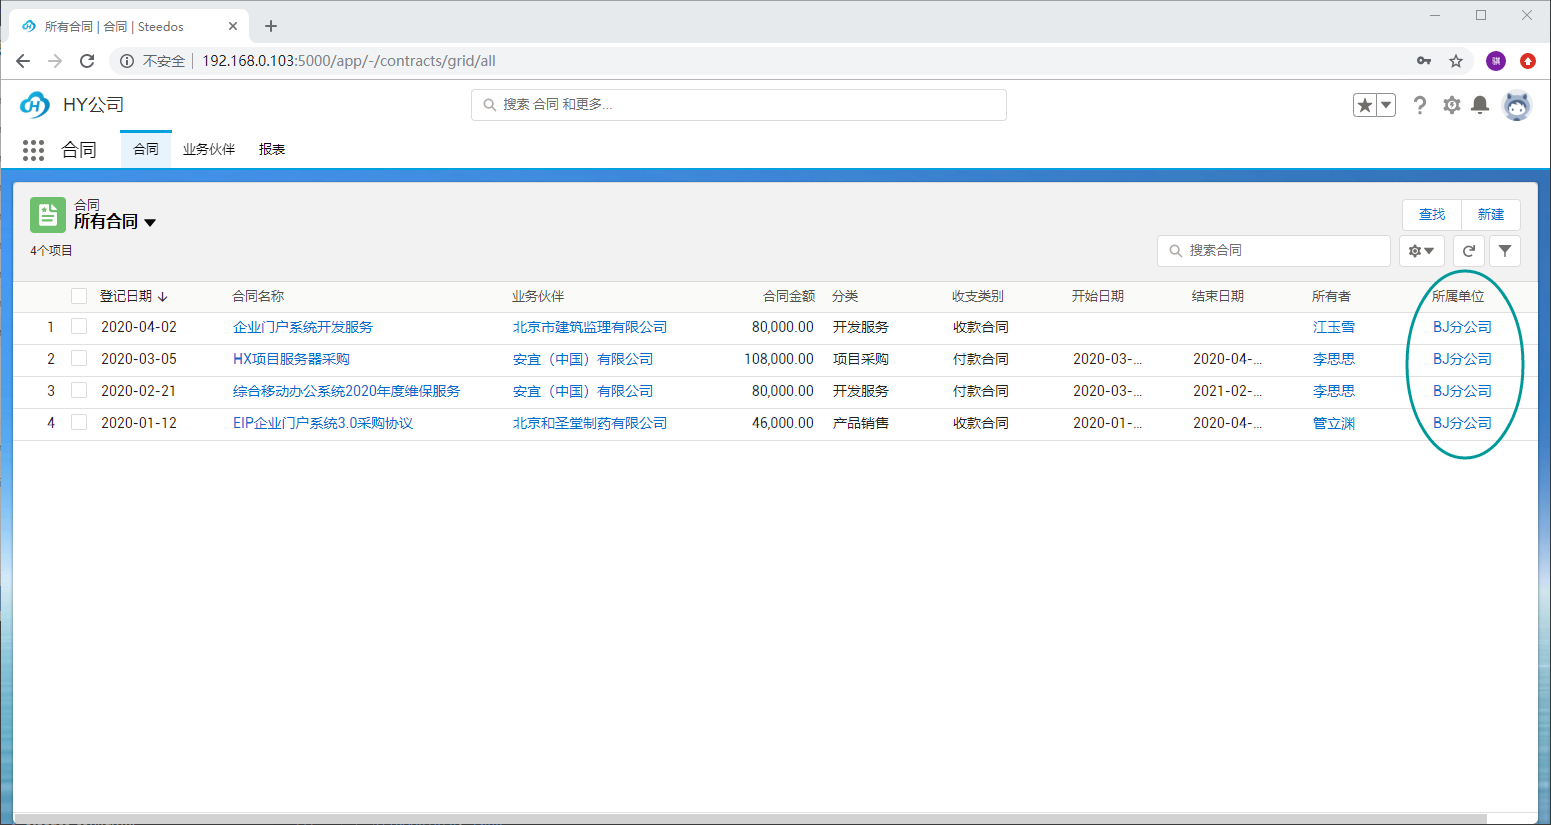 所有合同 | 合同 | Steedos
不安全 192.168.0.103:5000/app/-/contracts/grid/all
骐
HY公司 搜索 合同 和更多...
合同 合同 业务伙伴 报表
合同
所有合同
查找 新建
4个项目
搜索合同
登记日期 合同名称 业务伙伴 合同金额 分类 收支类别 开始日期 结束日期 所有者 所属单位
1 2020-04-02 企业门户系统开发服务 北京市建筑监理有限公司 80,000.00 开发服务 收款合同 江玉雪 BJ分公司
2 2020-03-05 HX项目服务器采购 安宜（中国）有限公司 108,000.00 项目采购 付款合同 2020-03-... 2020-04-... 李思思 BJ分公司
3 2020-02-21 综合移动办公系统2020年度维保服务 安宜（中国）有限公司 80,000.00 开发服务 付款合同 2020-03-... 2021-02-... 李思思 BJ分公司
4 2020-01-12 EIP企业门户系统3.0采购协议 北京和圣堂制药有限公司 46,000.00 产品销售 收款合同 2020-01-... 2020-04-... 管立渊 BJ分公司